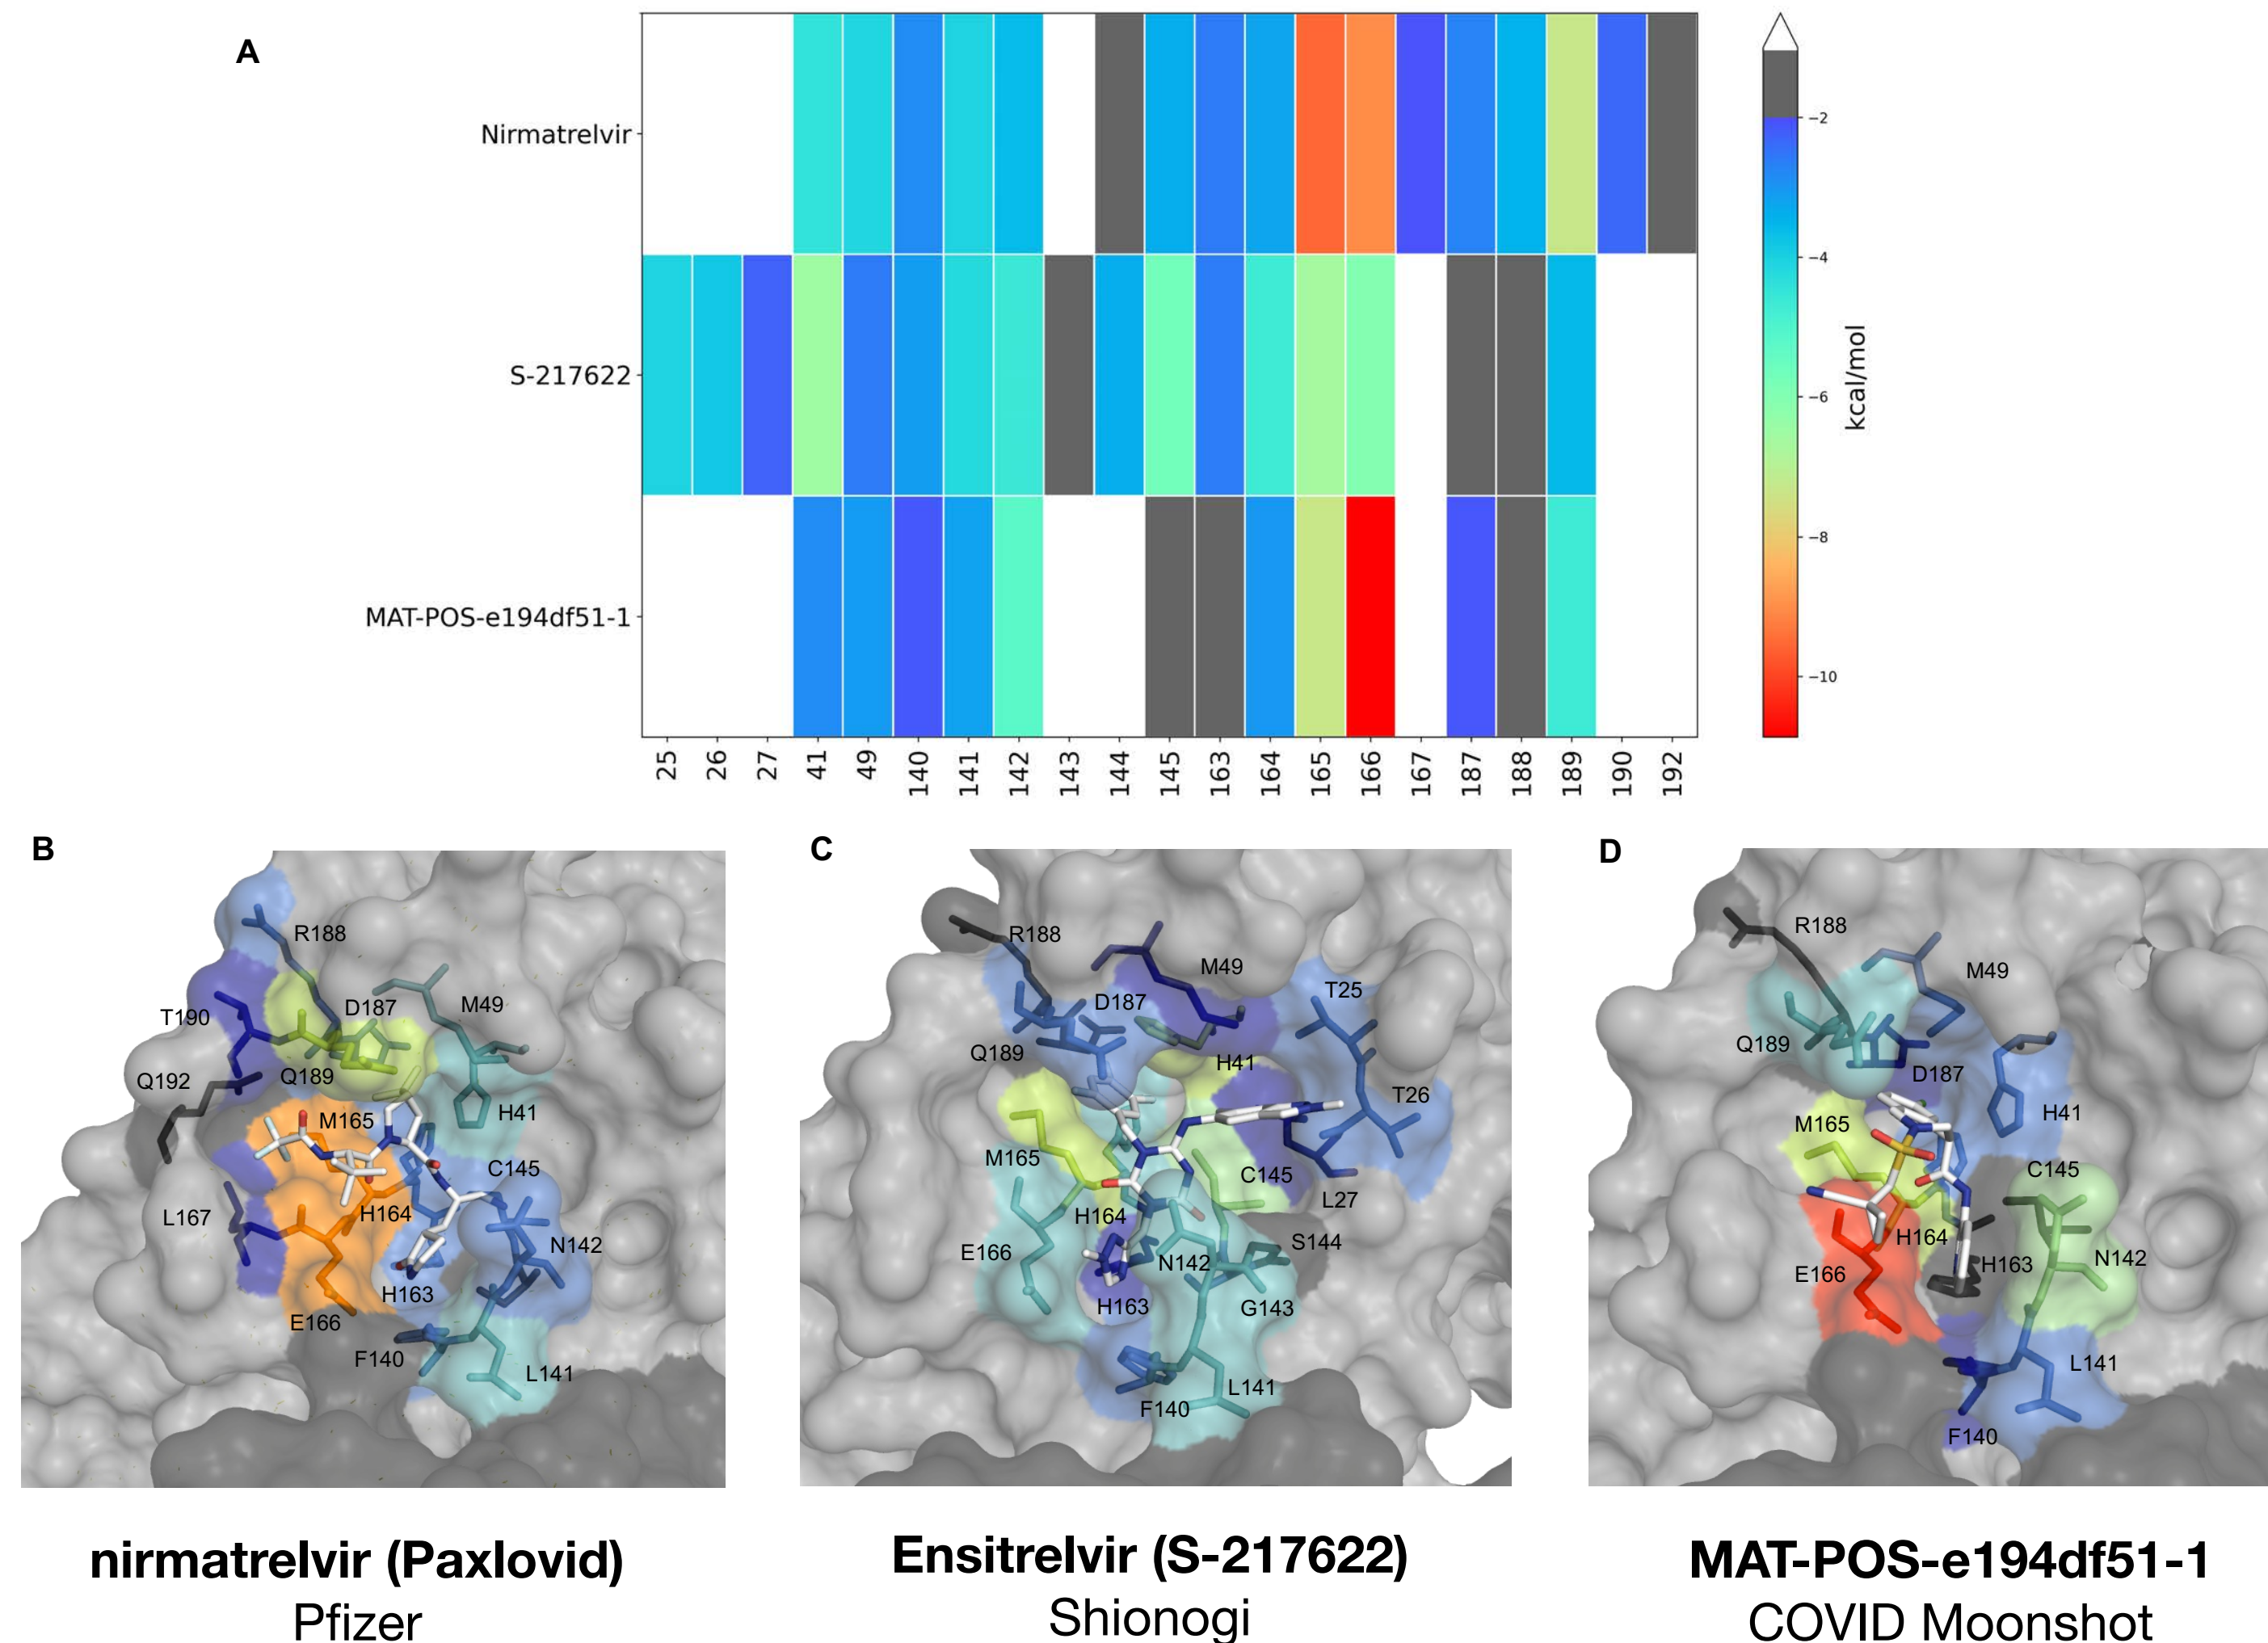 A
Nirmatrelvir
S-217622
MAT-POS-e194df51-1
25 26 27 41 49 140 141 142 143 144 145 163 164 165 166 167 187 188 189 190 192
−2
−4
−6
−8
−10
kcal/mol
B
R188
T190
D187
M49
Q192
Q189
M165
H41
C145
L167
H164
N142
H163
E166
F140
L141
C
R188
M49
D187
T25
Q189
H41
T26
M165
C145
L27
H164
E166
N142
S144
H163
G143
L141
F140
D
R188
M49
Q189
D187
M165
H41
C145
H164
E166
H163
N142
L141
F140
nirmatrelvir (Paxlovid)
Pfizer
Ensitrelvir (S-217622)
Shionogi
MAT-POS-e194df51-1
COVID Moonshot